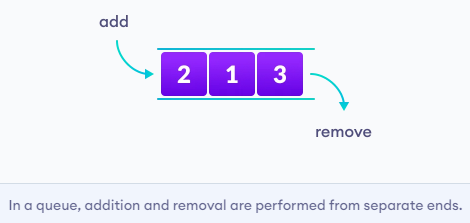 add
2 1 3
remove
In a queue, addition and removal are performed from separate ends.